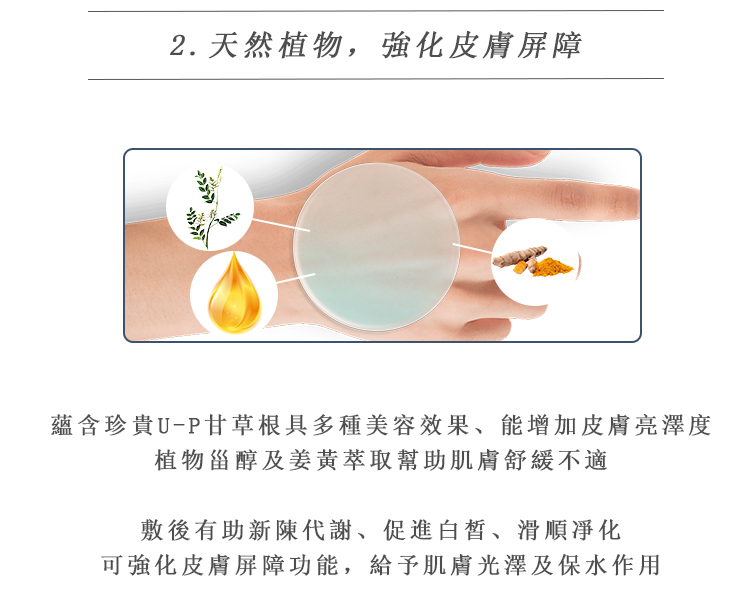 2.天然植物，強化皮膚屏障
蘊含珍貴U-P甘草根具多種美容效果、能增加皮膚亮澤度
植物甾醇及姜黃萃取幫助肌膚舒緩不適
敷後有助新陳代謝、促進白皙、滑順凈化
可強化皮膚屏障功能，給予肌膚光澤及保水作用